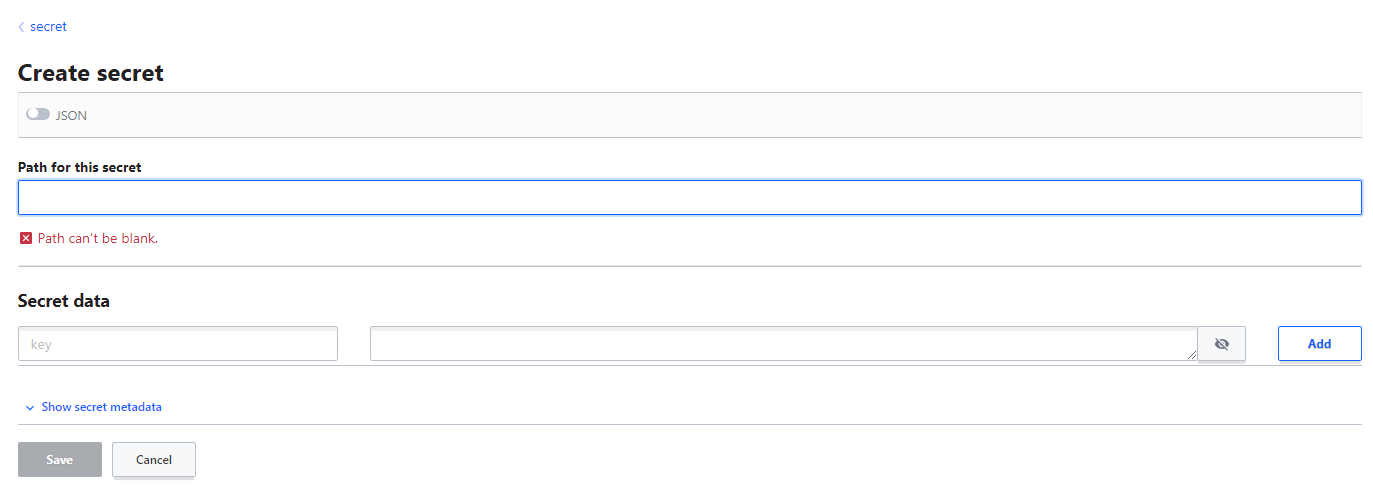 secret
Create secret
JSON
Path for this secret
Path can't be blank.
Secret data
key
Add
Show secret metadata
Save
Cancel